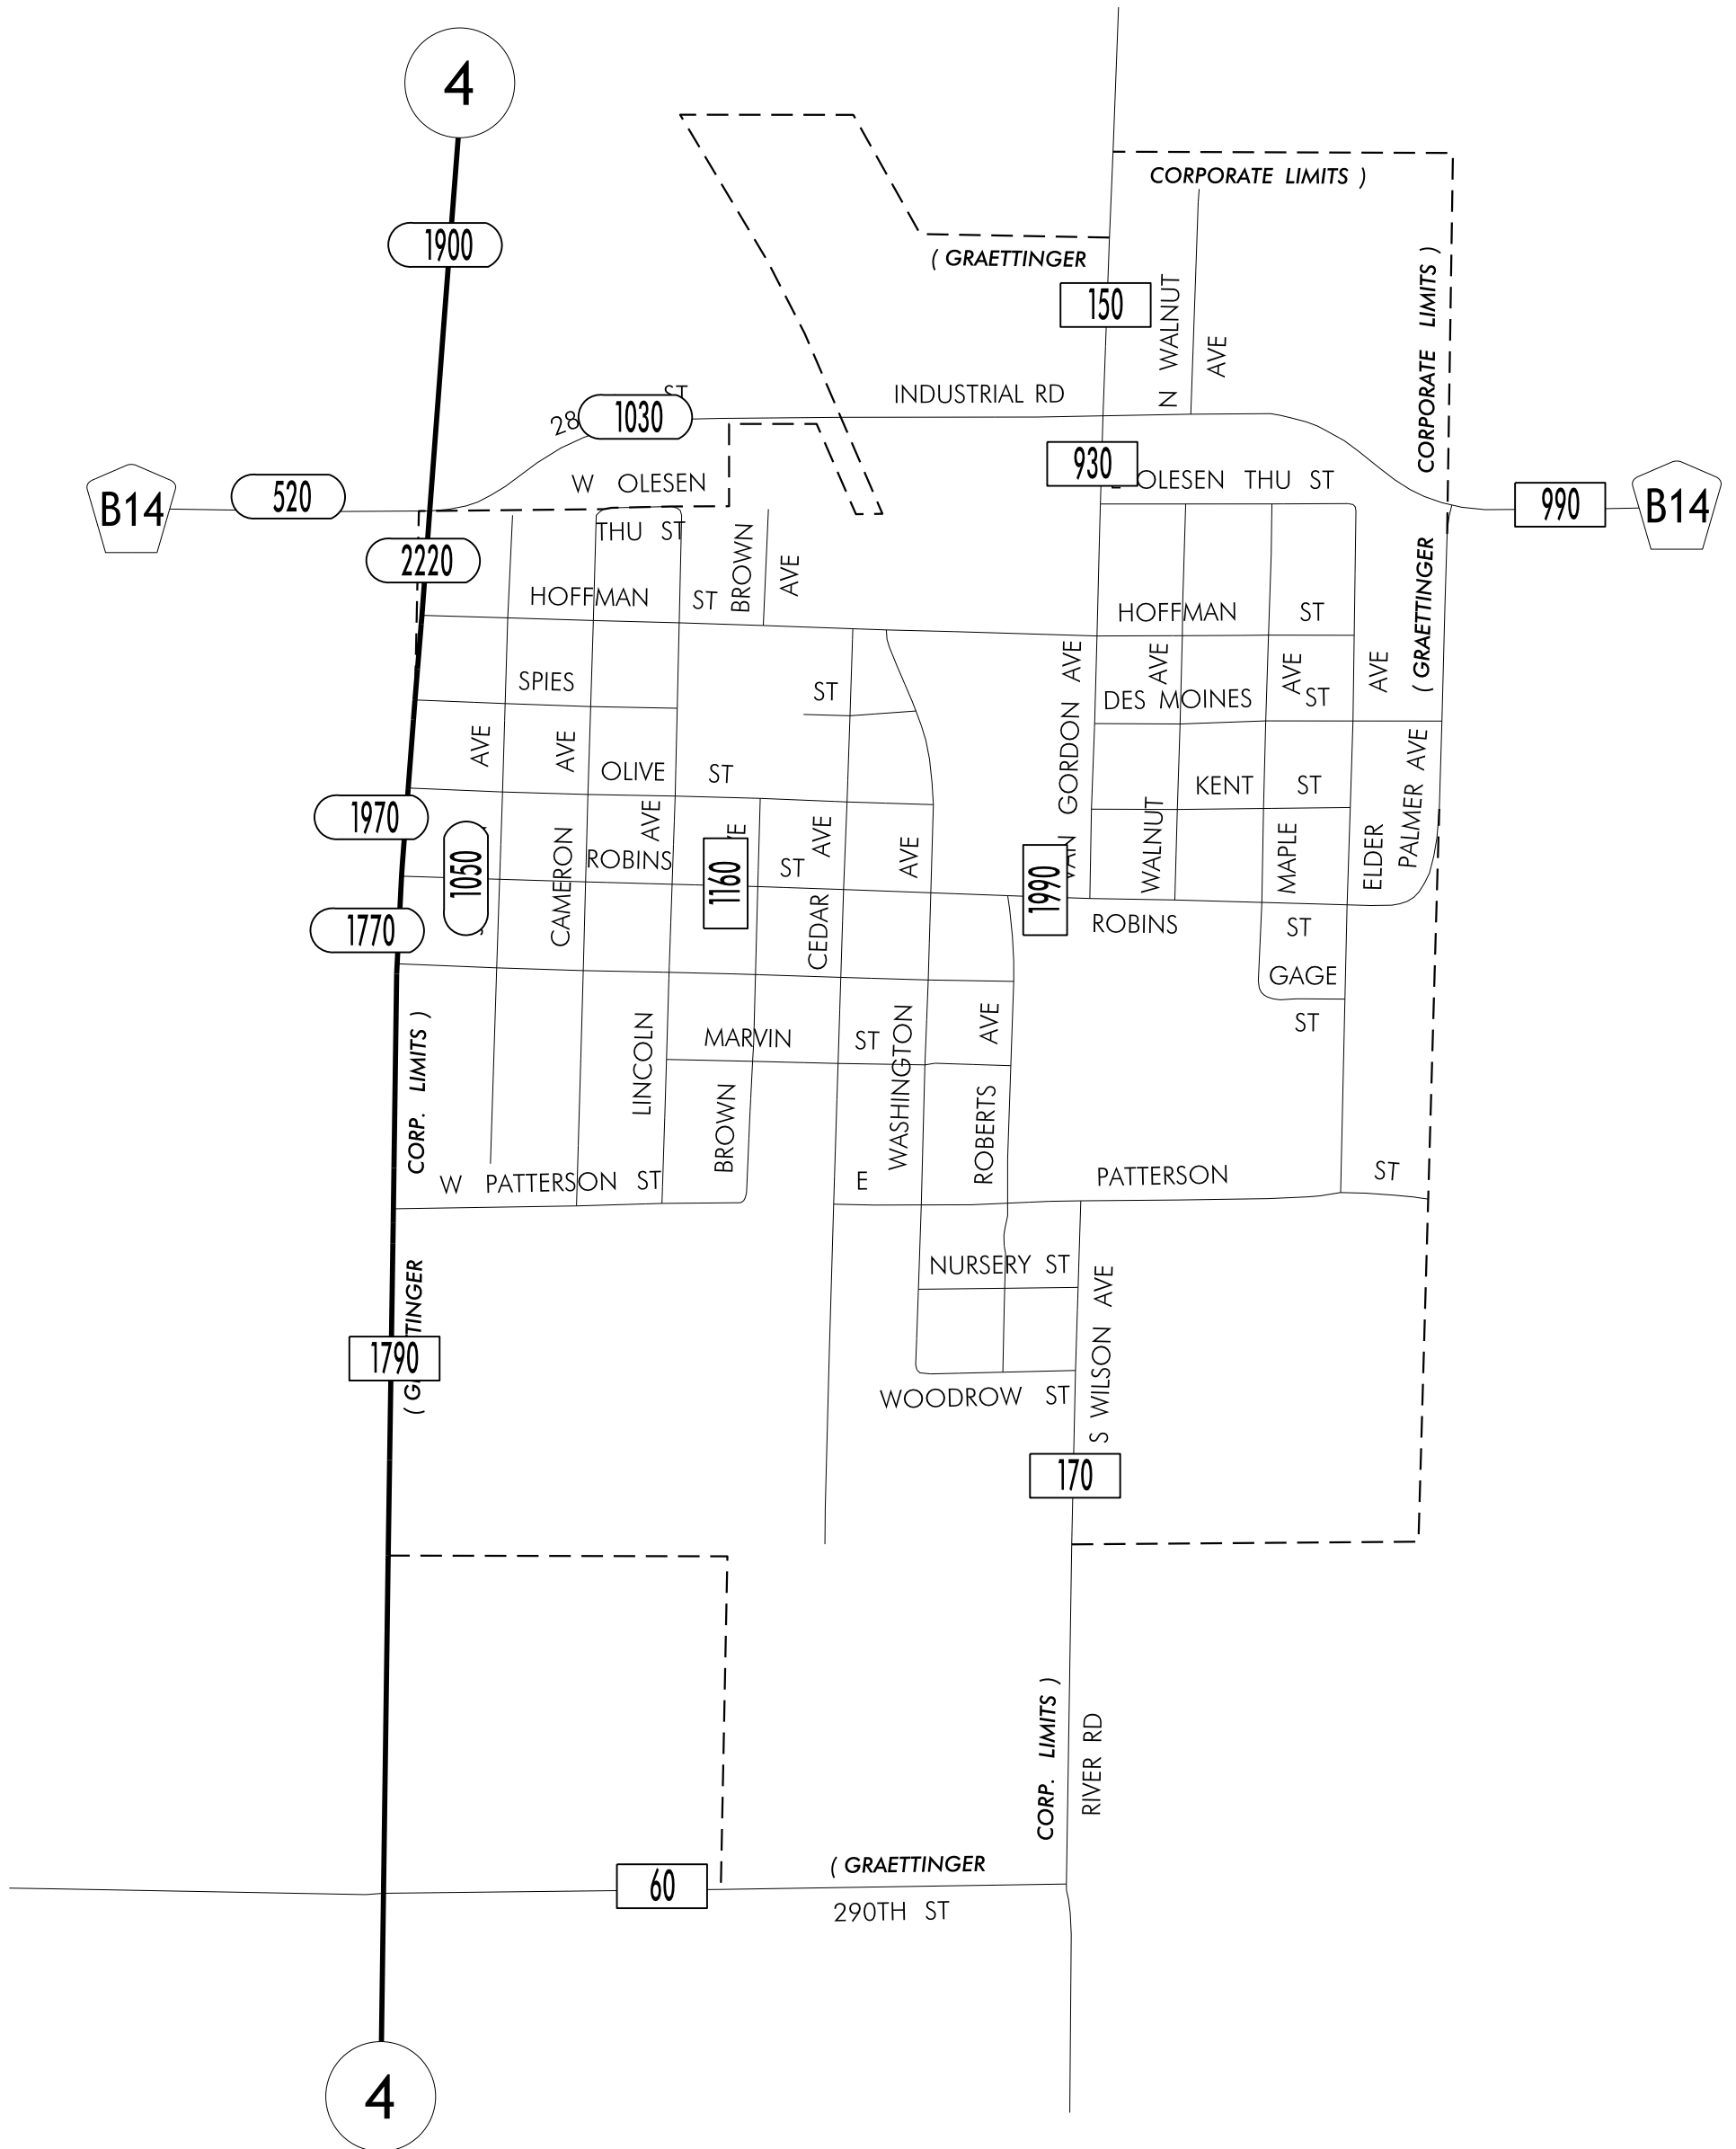 4
1900
CORPORATE LIMITS )
( GRAETTINGER
150
N WALNUT
AVE
CORPORATE LIMITS )
INDUSTRIAL RD
ST
28
1030
930
W OLESEN
THU ST
OLESEN THU ST
B14
520
990
B14
2220
BROWN
AVE
( GRAETTINGER
HOFFMAN ST
HOFFMAN ST
SPIES
ST
AVE
AVE
AVE
DES MOINES ST
AVE
AVE
GORDON AVE
OLIVE ST
KENT ST
PALMER AVE
1970
1050
CAMERON
AVE
ROBINS
1160
ST
CEDAR
AVE
AVE
1990
WALNUT
MAPLE
ELDER
1770
ROBINS ST
GAGE
ST
CORP. LIMITS )
LINCOLN
MARVIN ST
WASHINGTON
AVE
BROWN
ROBERTS
W PATTERSON ST
E PATTERSON ST
NURSERY ST
S WILSON AVE
1790
WOODROW ST
170
CORP. LIMITS )
RIVER RD
60
( GRAETTINGER
290TH ST
4